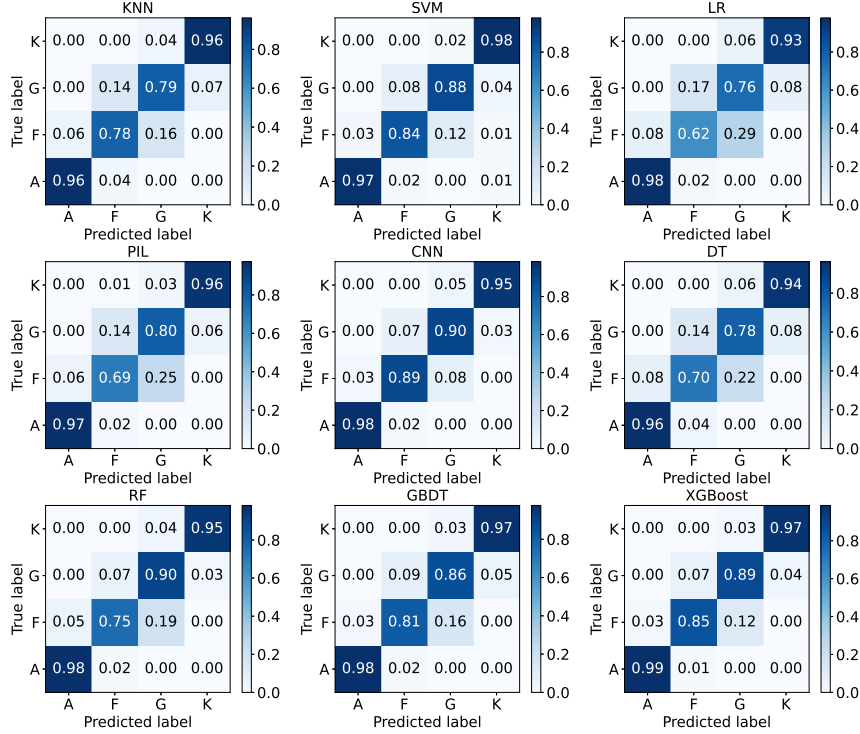 KNN
K 0.00 0.00 0.04 0.96
G 0.00 0.14 0.79 0.07
F 0.06 0.78 0.16 0.00
A 0.96 0.04 0.00 0.00
A F G K
Predicted label
True label
0.8
0.6
0.4
0.2
0.0
SVM
K 0.00 0.00 0.02 0.98
G 0.00 0.08 0.88 0.04
F 0.03 0.84 0.12 0.01
A 0.97 0.02 0.00 0.01
A F G K
Predicted label
True label
0.8
0.6
0.4
0.2
0.0
LR
K 0.00 0.00 0.06 0.93
G 0.00 0.17 0.76 0.08
F 0.08 0.62 0.29 0.00
A 0.98 0.02 0.00 0.00
A F G K
Predicted label
True label
0.8
0.6
0.4
0.2
0.0
PIL
K 0.00 0.01 0.03 0.96
G 0.00 0.14 0.80 0.06
F 0.06 0.69 0.25 0.00
A 0.97 0.02 0.00 0.00
A F G K
Predicted label
True label
0.8
0.6
0.4
0.2
0.0
CNN
K 0.00 0.00 0.05 0.95
G 0.00 0.07 0.90 0.03
F 0.03 0.89 0.08 0.00
A 0.98 0.02 0.00 0.00
A F G K
Predicted label
True label
0.8
0.6
0.4
0.2
0.0
DT
K 0.00 0.00 0.06 0.94
G 0.00 0.14 0.78 0.08
F 0.08 0.70 0.22 0.00
A 0.96 0.04 0.00 0.00
A F G K
Predicted label
True label
0.8
0.6
0.4
0.2
0.0
RF
K 0.00 0.00 0.04 0.95
G 0.00 0.07 0.90 0.03
F 0.05 0.75 0.19 0.00
A 0.98 0.02 0.00 0.00
A F G K
Predicted label
True label
0.8
0.6
0.4
0.2
0.0
GBDT
K 0.00 0.00 0.03 0.97
G 0.00 0.09 0.86 0.05
F 0.03 0.81 0.16 0.00
A 0.98 0.02 0.00 0.00
A F G K
Predicted label
True label
0.8
0.6
0.4
0.2
0.0
XGBoost
K 0.00 0.00 0.03 0.97
G 0.00 0.07 0.89 0.04
F 0.03 0.85 0.12 0.00
A 0.99 0.01 0.00 0.00
A F G K
Predicted label
True label
0.8
0.6
0.4
0.2
0.0